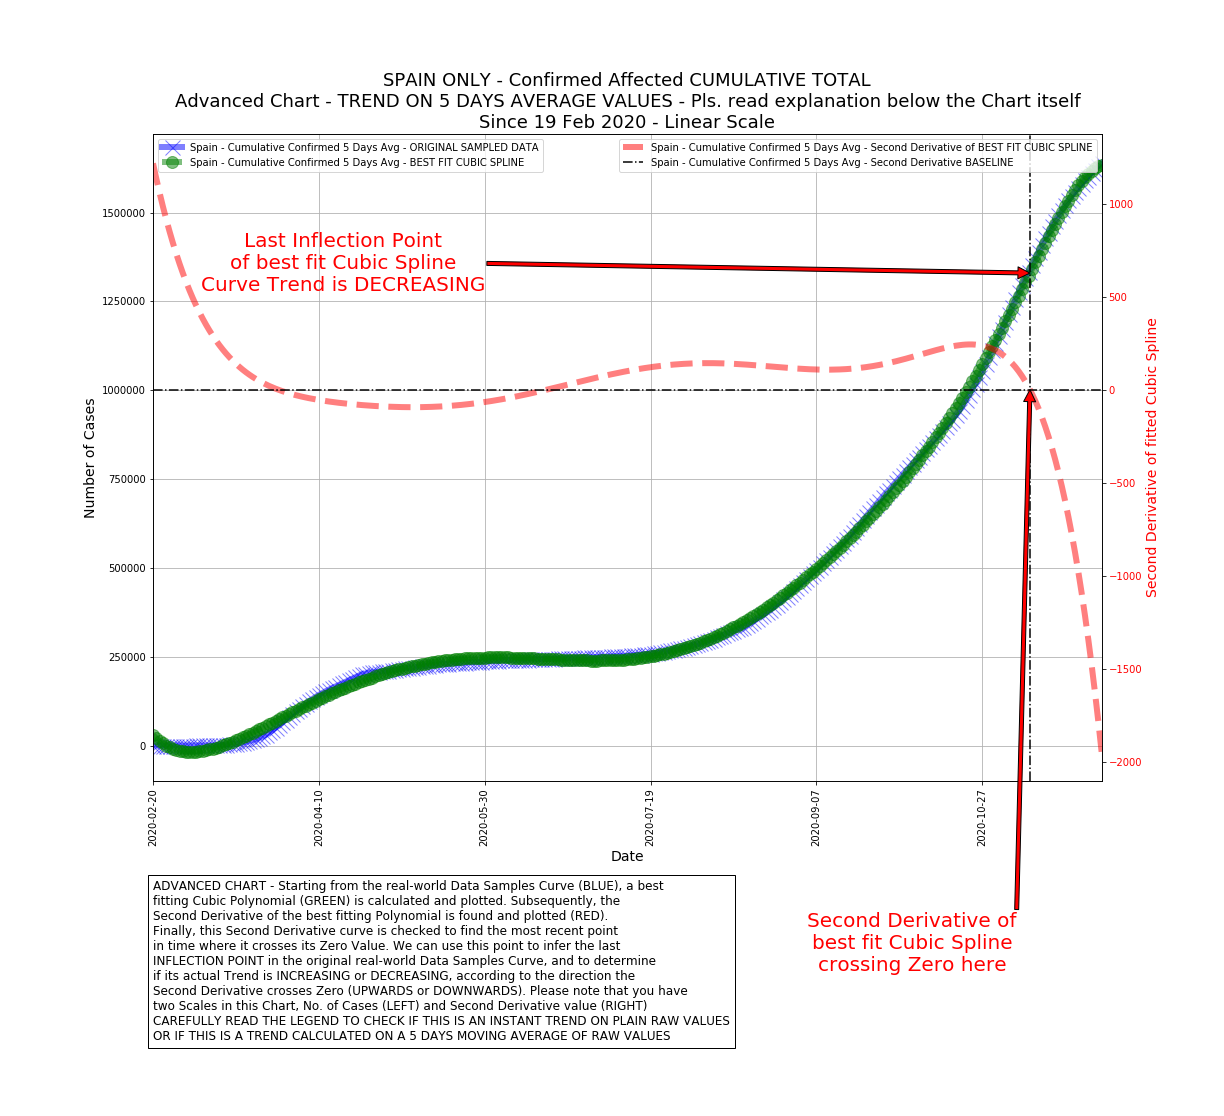 SPAIN ONLY - Confirmed Affected CUMULATIVE TOTAL
Advanced Chart - TREND ON 5 DAYS AVERAGE VALUES - Pls. read explanation below the Chart itself
Since 19 Feb 2020 - Linear Scale
Spain - Cumulative Confirmed 5 Days Avg - ORIGINAL SAMPLED DATA
Spain - Cumulative Confirmed 5 Days Avg - BEST FIT CUBIC SPLINE
Spain - Cumulative Confirmed 5 Days Avg - Second Derivative of BEST FIT CUBIC SPLINE
Spain - Cumulative Confirmed 5 Days Avg - Second Derivative BASELINE
Last Inflection Point
of best fit Cubic Spline
Curve Trend is DECREASING
Number of Cases
1500000
1250000
1000000
750000
500000
250000
0
1000
500
0
−500
−1000
−1500
−2000
Second Derivative of fitted Cubic Spline
2020-02-20
2020-04-10
2020-05-30
2020-07-19
2020-09-07
2020-10-27
Date
Second Derivative of
best fit Cubic Spline
crossing Zero here
ADVANCED CHART - Starting from the real-world Data Samples Curve (BLUE), a best
fitting Cubic Polynomial (GREEN) is calculated and plotted. Subsequently, the
Second Derivative of the best fitting Polynomial is found and plotted (RED).
Finally, this Second Derivative curve is checked to find the most recent point
in time where it crosses its Zero Value. We can use this point to infer the last
INFLECTION POINT in the original real-world Data Samples Curve, and to determine
if its actual Trend is INCREASING or DECREASING, according to the direction the
Second Derivative crosses Zero (UPWARDS or DOWNWARDS). Please note that you have
two Scales in this Chart, No. of Cases (LEFT) and Second Derivative value (RIGHT)
CAREFULLY READ THE LEGEND TO CHECK IF THIS IS AN INSTANT TREND ON PLAIN RAW VALUES
OR IF THIS IS A TREND CALCULATED ON A 5 DAYS MOVING AVERAGE OF RAW VALUES